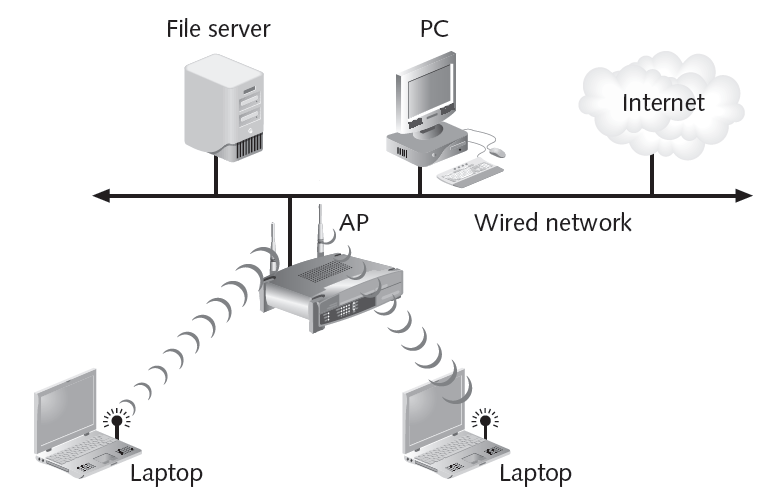 File server
PC
Internet
AP
Wired network
Laptop
Laptop